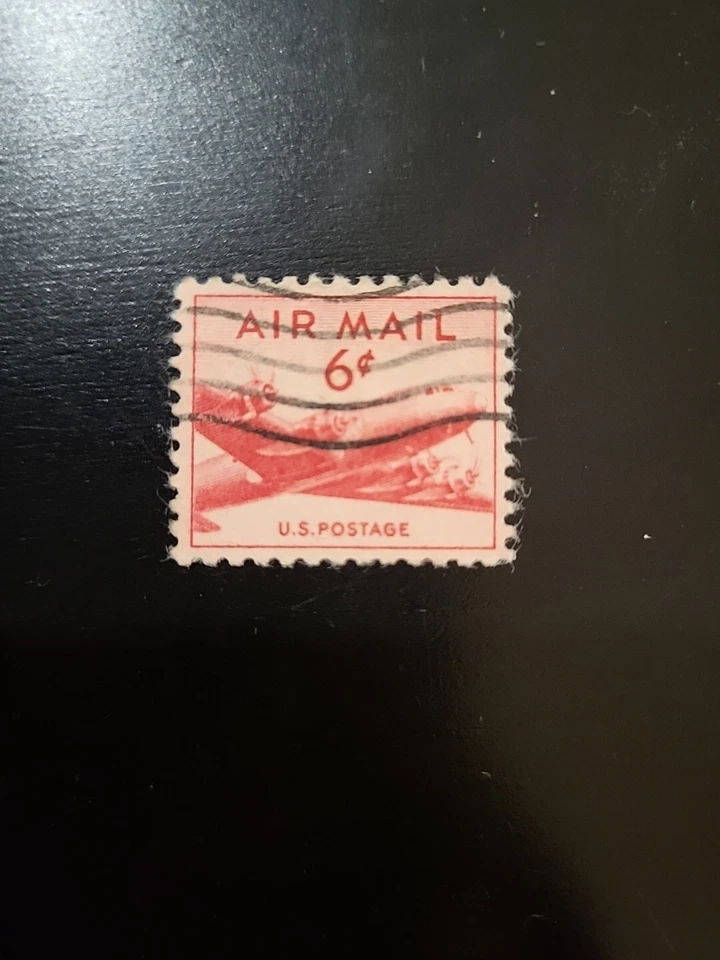 AIR MAIL
6¢
U.S. POSTAGE